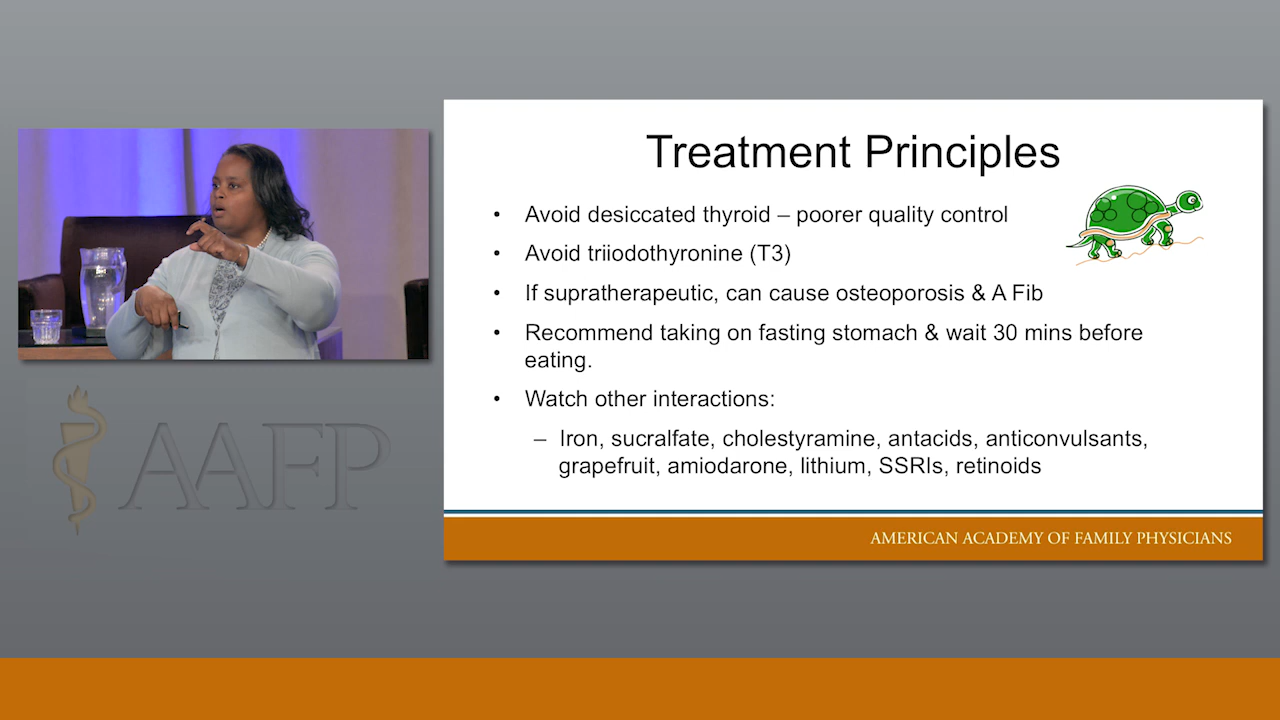 Treatment Principles
• Avoid desiccated thyroid – poorer quality control
• Avoid triiodothyronine (T3)
• If supratherapeutic, can cause osteoporosis & A Fib
• Recommend taking on fasting stomach & wait 30 mins before
eating.
• Watch other interactions:
– Iron, sucralfate, cholestyramine, antacids, anticonvulsants,
grapefruit, amiodarone, lithium, SSRIs, retinoids
AMERICAN ACADEMY OF FAMILY PHYSICIANS
AAFP